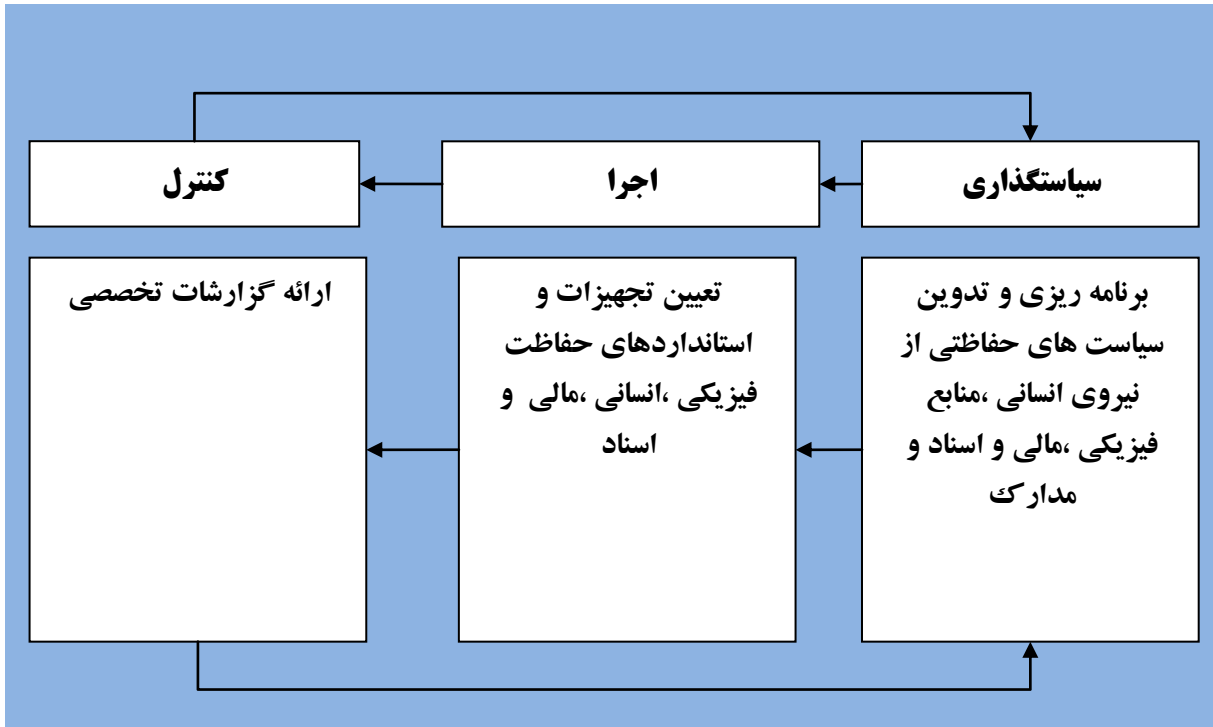 سیاستگذاری
اجرا
کنترل
برنامه ریزی و تدوین
سیاست های حفاظتی از
نیروی انسانی ،منابع
فیزیکی ،مالی و اسناد و
مدارک
تعیین تجهیزات و
استانداردهای حفاظت
فیزیکی ،انسانی ،مالی و
اسناد
ارائه گزارشات تخصصی